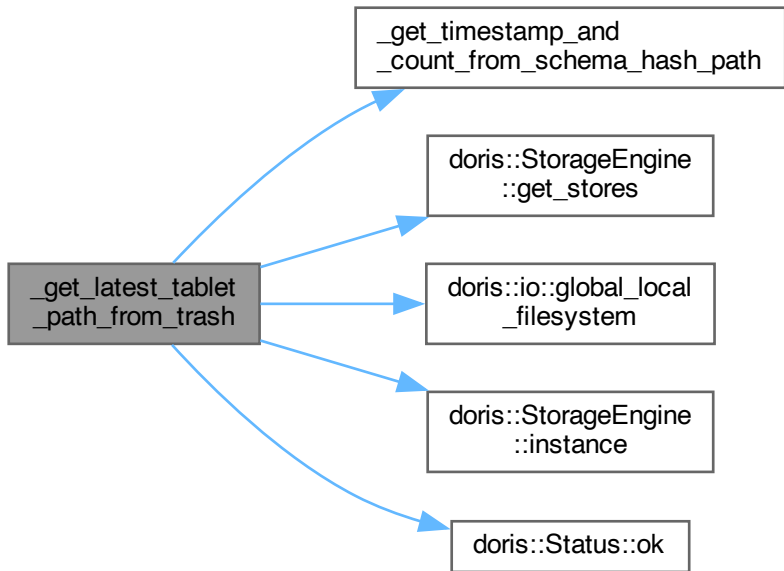 _get_latest_tablet
_path_from_trash
_get_timestamp_and
_count_from_schema_hash_path
doris::StorageEngine
::get_stores
doris::io::global_local
_filesystem
doris::StorageEngine
::instance
doris::Status::ok